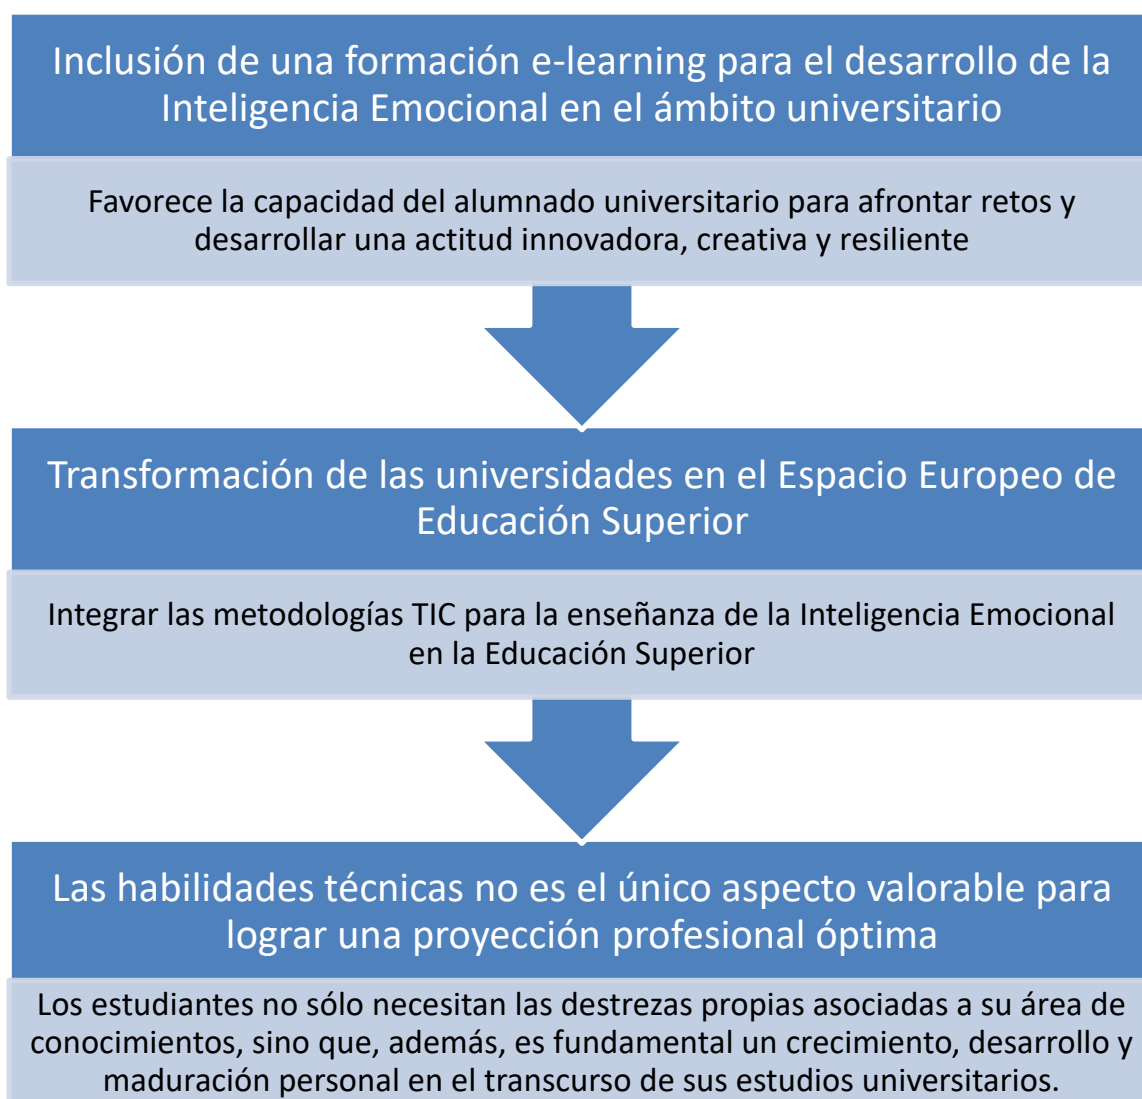 Inclusión de una formación e-learning para el desarrollo de la
Inteligencia Emocional en el ámbito universitario
Favorece la capacidad del alumnado universitario para afrontar retos y
desarrollar una actitud innovadora, creativa y resiliente
Transformación de las universidades en el Espacio Europeo de
Educación Superior
Integrar las metodologías TIC para la enseñanza de la Inteligencia Emocional
en la Educación Superior
Las habilidades técnicas no es el único aspecto valorable para
lograr una proyección profesional óptima
Los estudiantes no sólo necesitan las destrezas propias asociadas a su área de
conocimientos, sino que, además, es fundamental un crecimiento, desarrollo y
maduración personal en el transcurso de sus estudios universitarios.